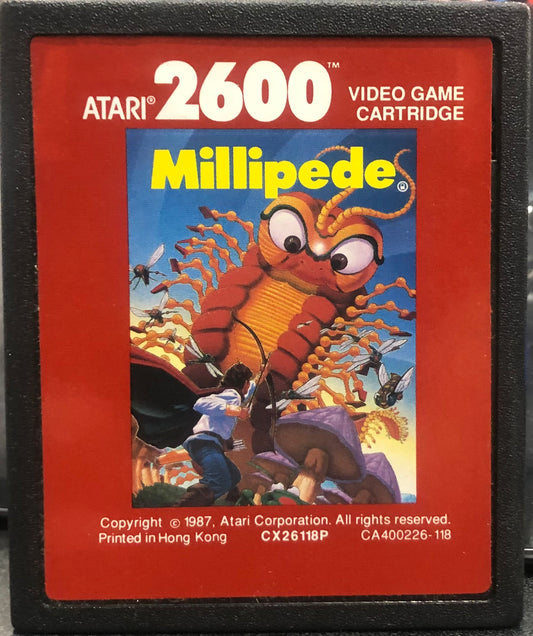 ATARI® 2600™ VIDEO GAME
CARTRIDGE
Millipede
Copyright © 1987, Atari Corporation. All rights reserved.
Printed in Hong Kong CX26118P CA400226-118